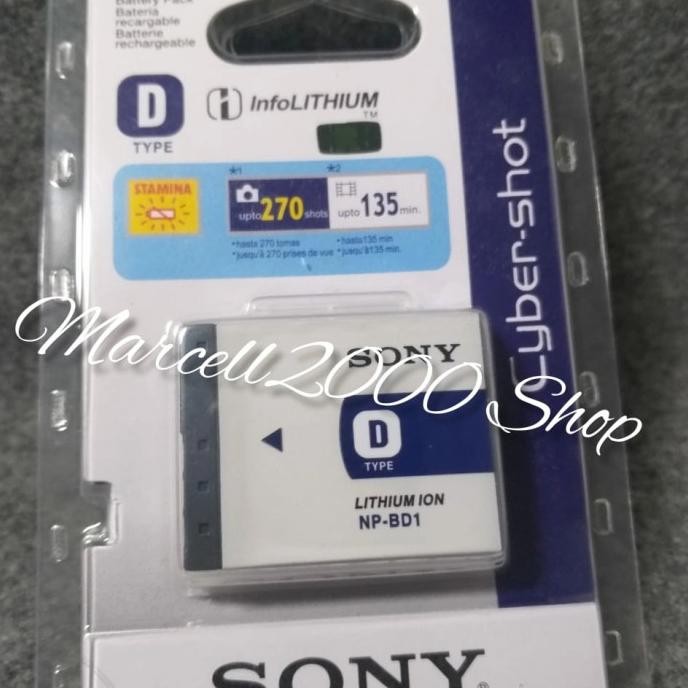 Battery Pack
Batería
recargable
Batterie
rechargeable
D
TYPE
InfoLITHIUM
TM
Cyber-shot
STAMINA
*1
*2
upto 270 shots
upto 135 min.
*hasta 270 tomas
*hasta 135 min
*jusqu'à 270 prises de vue
*jusqu'à 135 min.
Marcell2000 Shop
SONY
D
TYPE
LITHIUM ION
NP-BD1
SONY